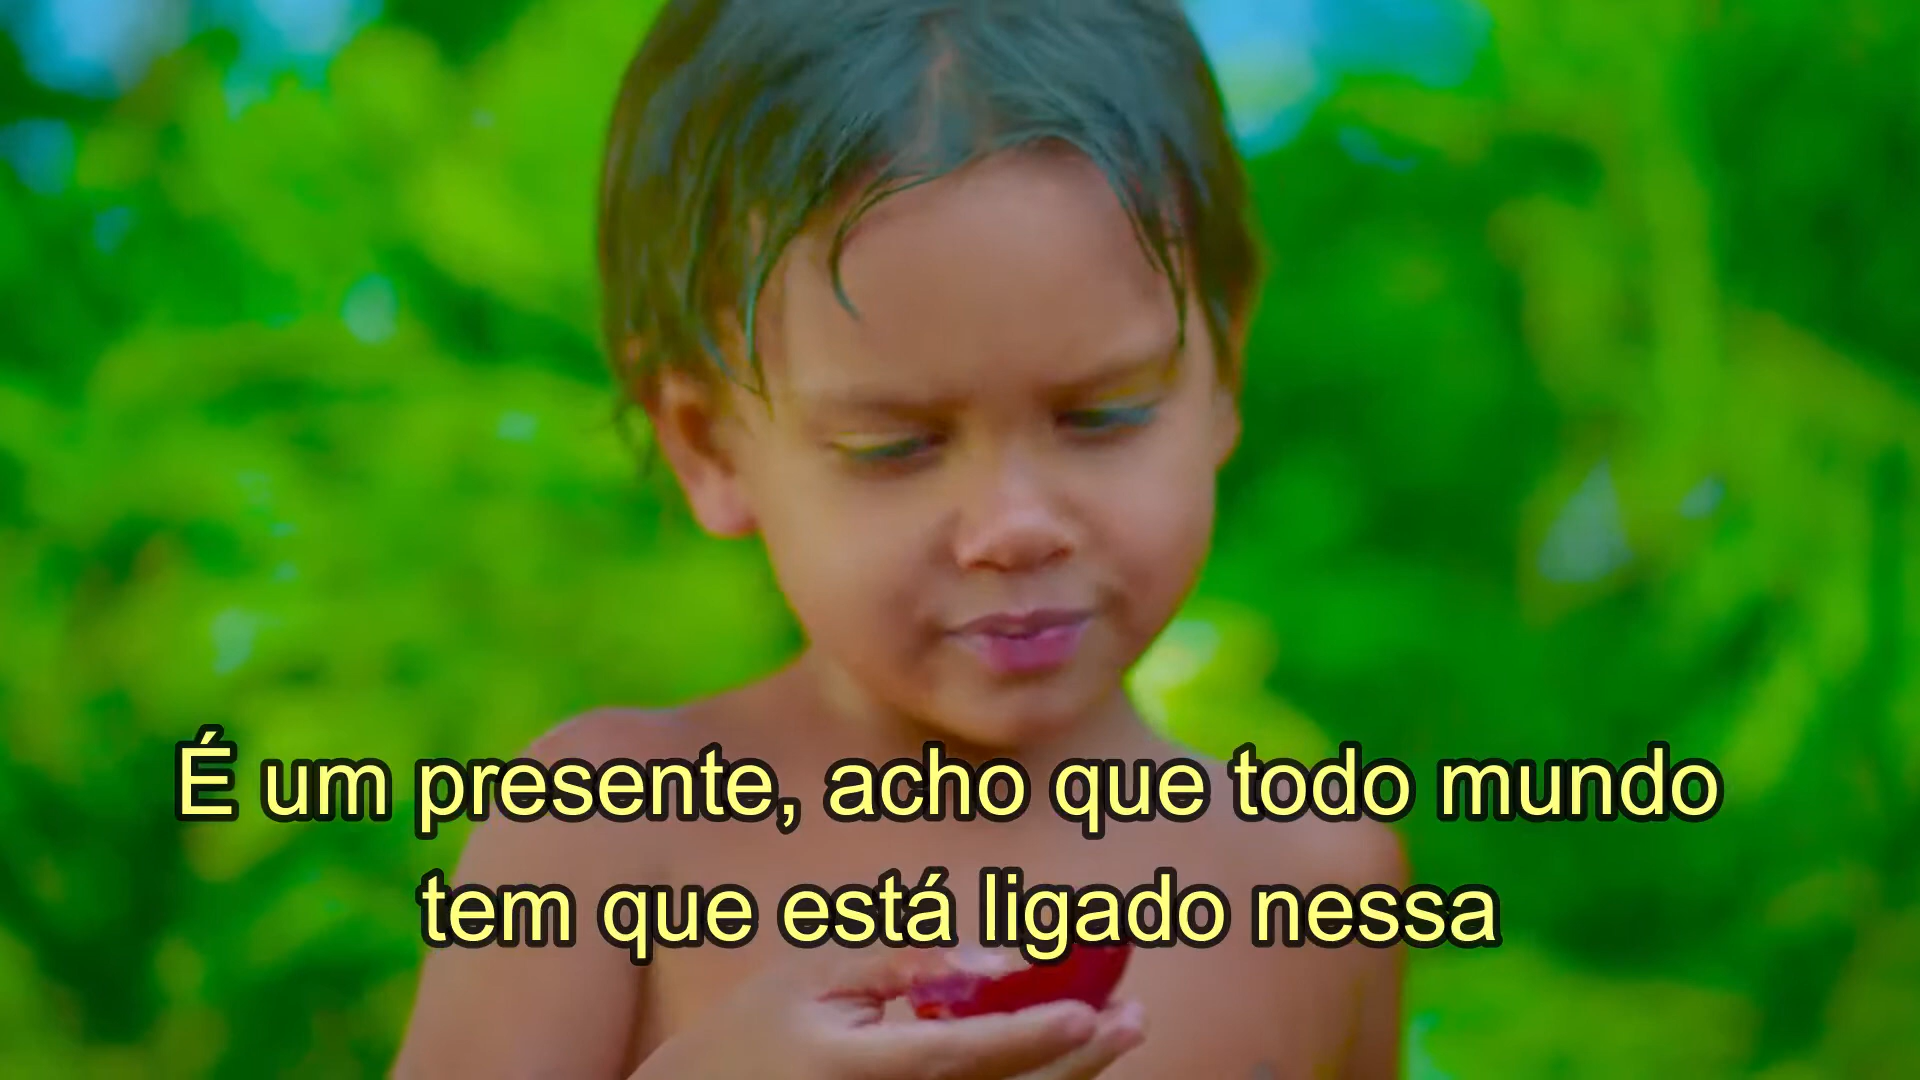 É um presente, acho que todo mundo
tem que está ligado nessa